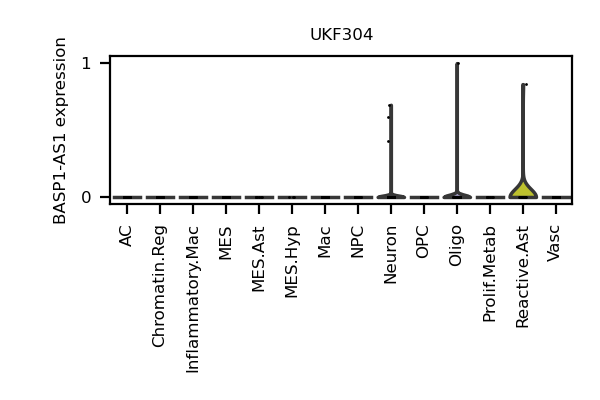 UKF304
BASP1-AS1 expression
1
0
AC
Chromatin.Reg
Inflammatory.Mac
MES
MES.Ast
MES.Hyp
Mac
NPC
Neuron
OPC
Oligo
Prolif.Metab
Reactive.Ast
Vasc